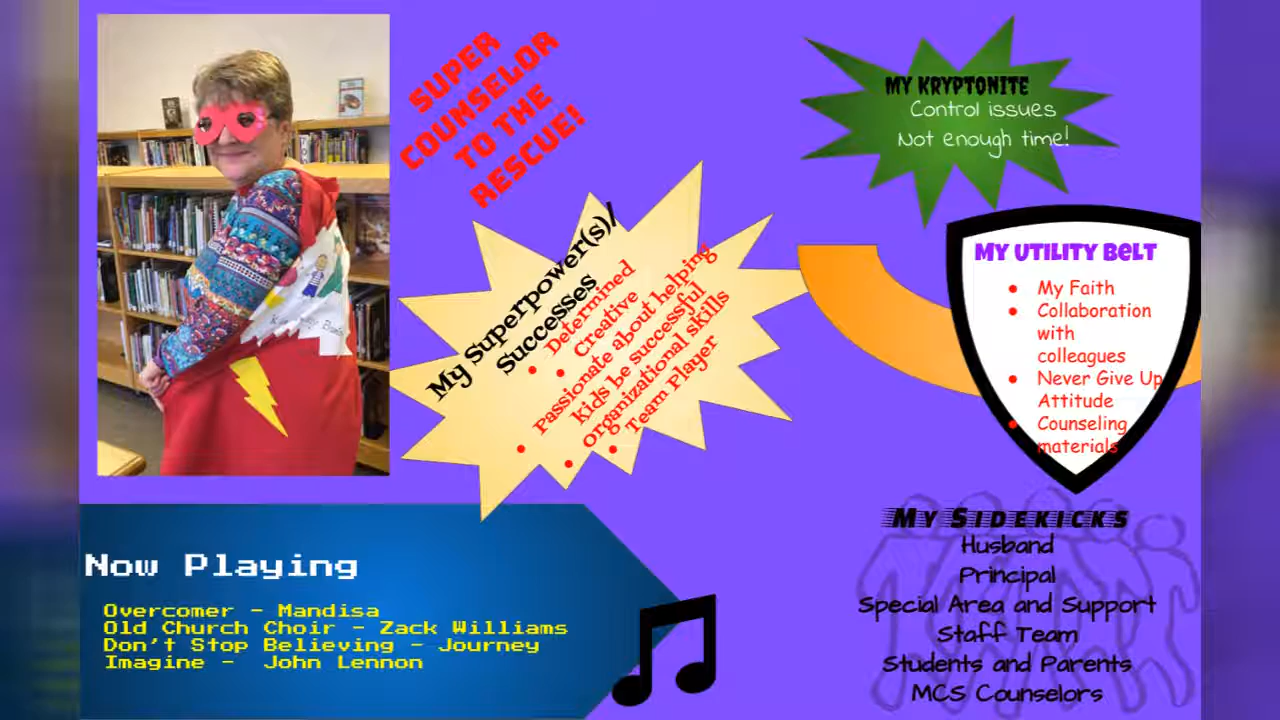 SUPER
COUNSELOR
TO THE
RESCUE!
MY KRYPTONITE
Control issues
Not enough time!
My Superpower(s)/
Successes
• Determined
• Creative
• Passionate about helping
kids be successful
• organizational skills
• Team Player
MY UTILITY BELT
• My Faith
• Collaboration
with
colleagues
• Never Give Up
Attitude
• Counseling
materials
Now Playing
Overcomer - Mandisa
Old Church Choir - Zack Williams
Don't Stop Believing - Journey
Imagine - John Lennon
My Sidekicks
Husband
Principal
Special Area and Support
Staff Team
Students and Parents
MCS Counselors